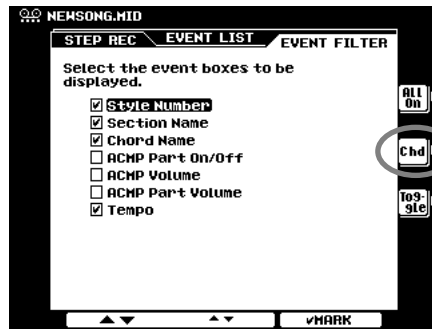 NEWSONG.MID
STEP REC EVENT LIST EVENT FILTER
Select the event boxes to be
displayed.
Style Number
Section Name
Chord Name
ACMP Part On/Off
ACMP Volume
ACMP Part Volume
Tempo
All
On
Chd
Tog-
gle
✓MARK